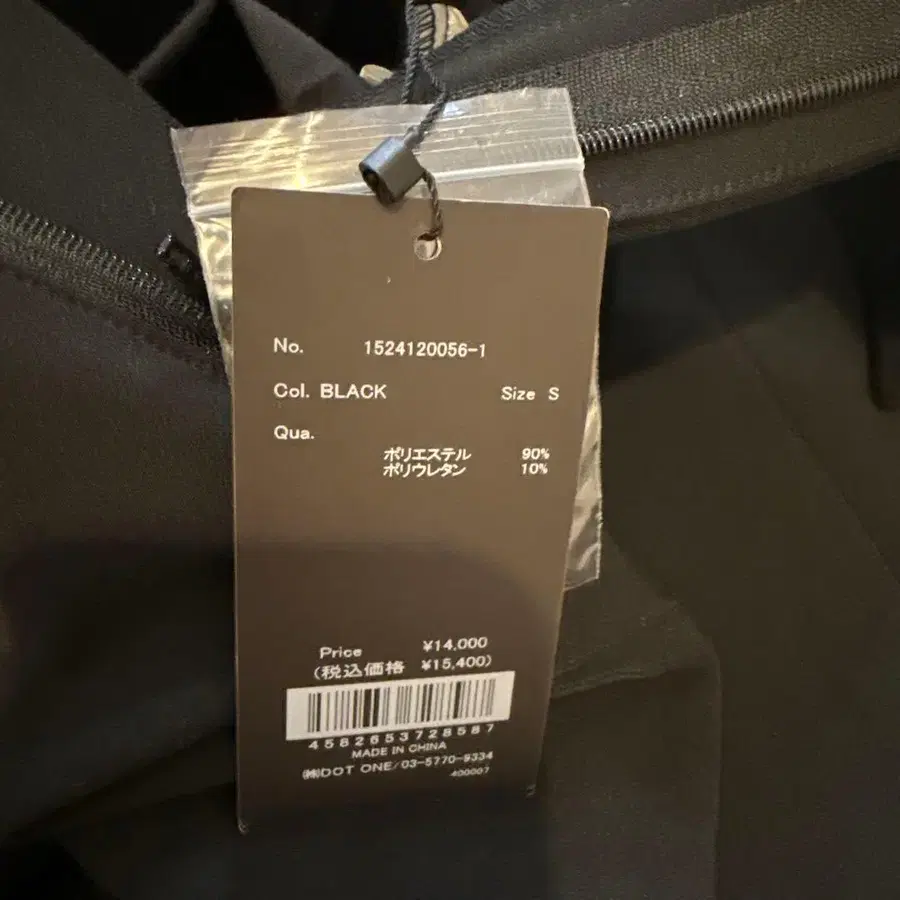 No. 1524120056-1
Col. BLACK Size S
Qua.
ポリエステル 90%
ポリウレタン 10%
Price ¥14,000
(税込価格 ¥15,400)
4582653728587
MADE IN CHINA
㈱DOT ONE/03-5770-9334
400007